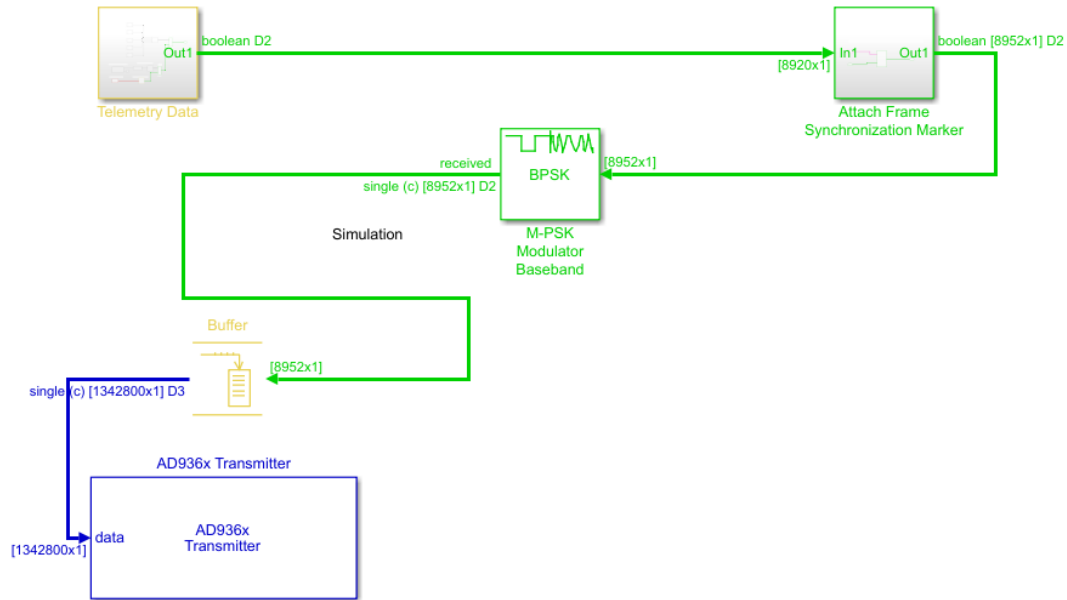 boolean D2
Out1
[8920x1]
Telemetry Data
In1
Out1
boolean [8952x1] D2
Attach Frame
Synchronization Marker
received
single (c) [8952x1] D2
BPSK
[8952x1]
M-PSK
Modulator
Baseband
Simulation
Buffer
[8952x1]
single (c) [1342800x1] D3
AD936x Transmitter
data
[1342800x1]
AD936x
Transmitter